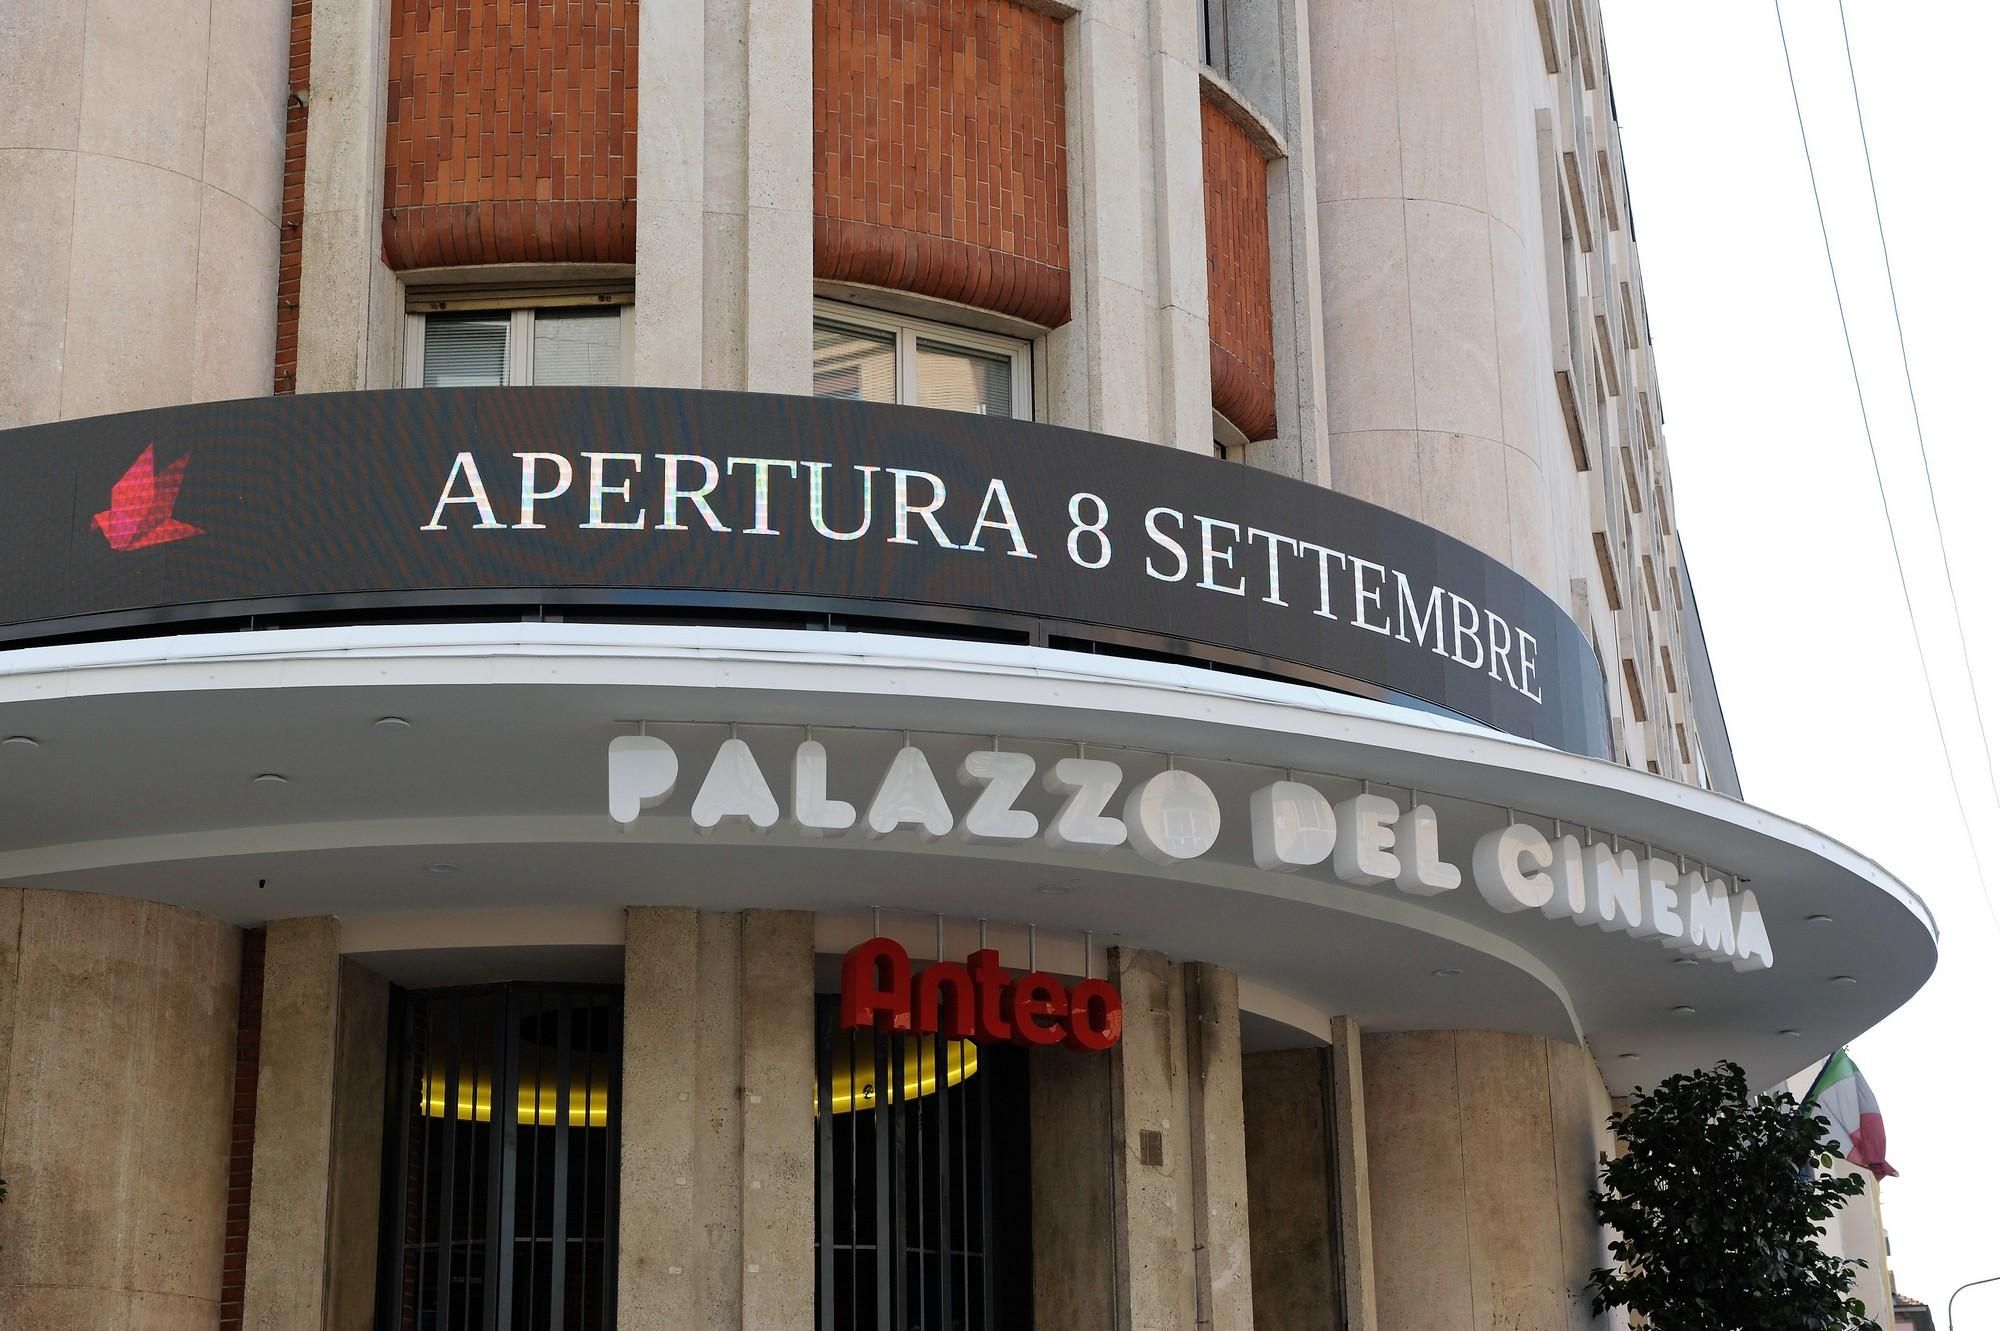 APERTURA 8 SETTEMBRE
PALAZZO DEL CINEMA
Anteo